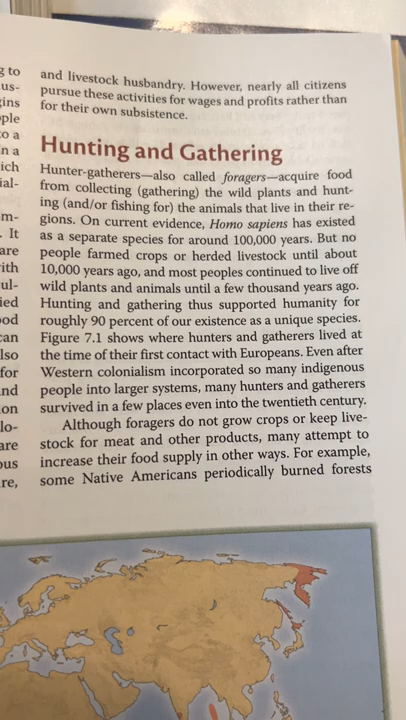 g to
us-
gins
ople
to a
n a
ich
ial-
m-
. It
are
ith
ul-
ied
ood
can
lso
for
nd
on
lo-
are
ous
re,
and livestock husbandry. However, nearly all citizens
pursue these activities for wages and profits rather than
for their own subsistence.
Hunting and Gathering
Hunter-gatherers—also called foragers—acquire food
from collecting (gathering) the wild plants and hunt-
ing (and/or fishing for) the animals that live in their re-
gions. On current evidence, Homo sapiens has existed
as a separate species for around 100,000 years. But no
people farmed crops or herded livestock until about
10,000 years ago, and most peoples continued to live off
wild plants and animals until a few thousand years ago.
Hunting and gathering thus supported humanity for
roughly 90 percent of our existence as a unique species.
Figure 7.1 shows where hunters and gatherers lived at
the time of their first contact with Europeans. Even after
Western colonialism incorporated so many indigenous
people into larger systems, many hunters and gatherers
survived in a few places even into the twentieth century.
Although foragers do not grow crops or keep live-
stock for meat and other products, many attempt to
increase their food supply in other ways. For example,
some Native Americans periodically burned forests